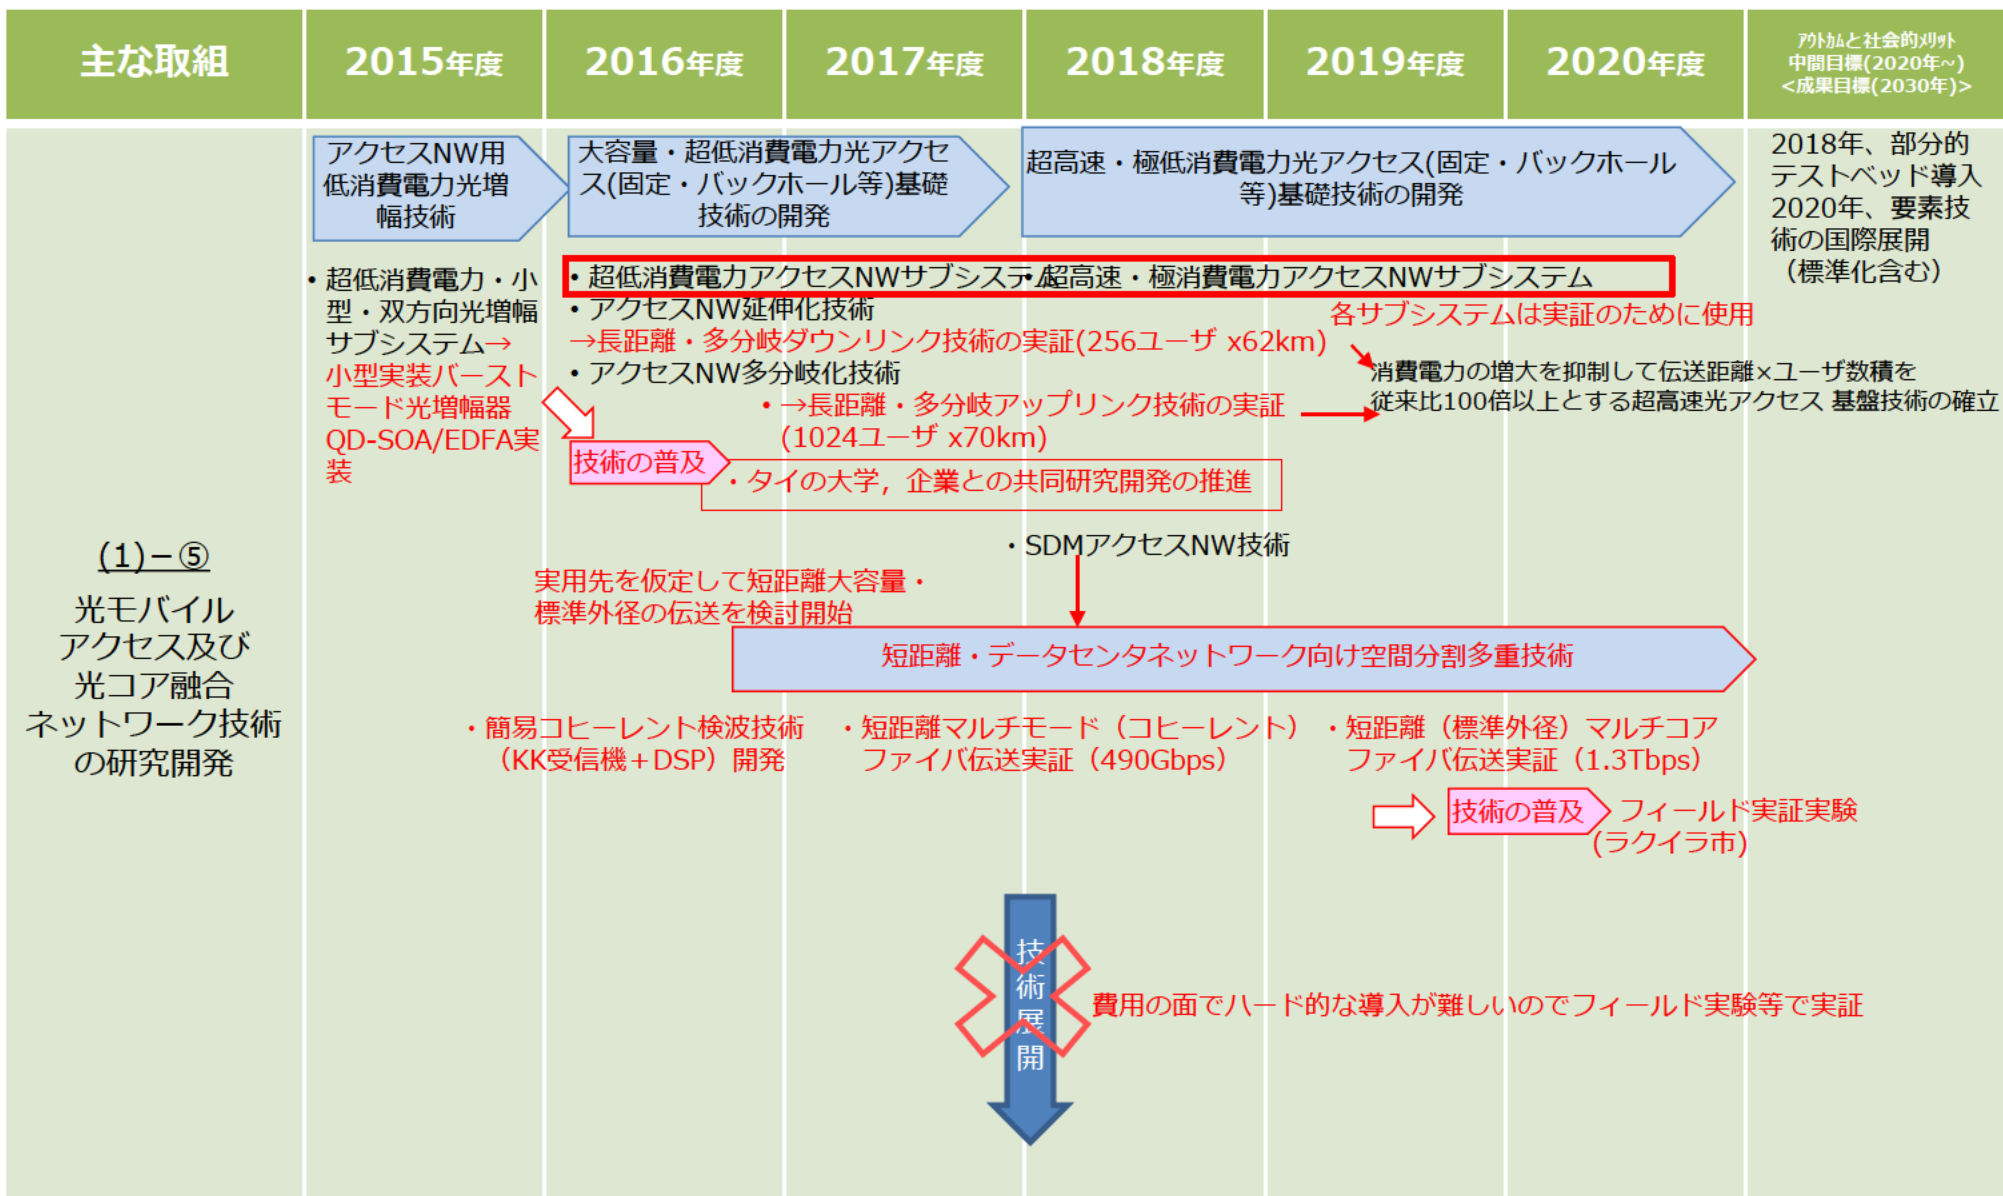 主な取組
2015年度
2016年度
2017年度
2018年度
2019年度
2020年度
ｱｳﾄｶﾑと社会的ﾒﾘｯﾄ
中間目標(2020年~)
<成果目標(2030年)>
(1)－⑤
光モバイル
アクセス及び
光コア融合
ネットワーク技術
の研究開発
アクセスNW用
低消費電力光増
幅技術
大容量・超低消費電力光アクセ
ス(固定・バックホール等)基礎
技術の開発
超高速・極低消費電力光アクセス(固定・バックホール
等)基礎技術の開発
2018年、部分的
テストベッド導入
2020年、要素技
術の国際展開
（標準化含む）
• 超低消費電力・小
型・双方向光増幅
サブシステム→
小型実装バースト
モード光増幅器
QD-SOA/EDFA実
装
• 超低消費電力アクセスNWサブシステム
• 超高速・極消費電力アクセスNWサブシステム
• アクセスNW延伸化技術
→長距離・多分岐ダウンリンク技術の実証(256ユーザ x62km)
• アクセスNW多分岐化技術
• →長距離・多分岐アップリンク技術の実証
(1024ユーザ x70km)
各サブシステムは実証のために使用
消費電力の増大を抑制して伝送距離×ユーザ数積を
従来比100倍以上とする超高速光アクセス 基盤技術の確立
技術の普及
・タイの大学，企業との共同研究開発の推進
・SDMアクセスNW技術
実用先を仮定して短距離大容量・
標準外径の伝送を検討開始
短距離・データセンタネットワーク向け空間分割多重技術
・簡易コヒーレント検波技術
（KK受信機＋DSP）開発
・短距離マルチモード（コヒーレント）
ファイバ伝送実証（490Gbps）
・短距離（標準外径）マルチコア
ファイバ伝送実証（1.3Tbps）
技術の普及
フィールド実証実験
(ラクイラ市)
技術展開
費用の面でハード的な導入が難しいのでフィールド実験等で実証